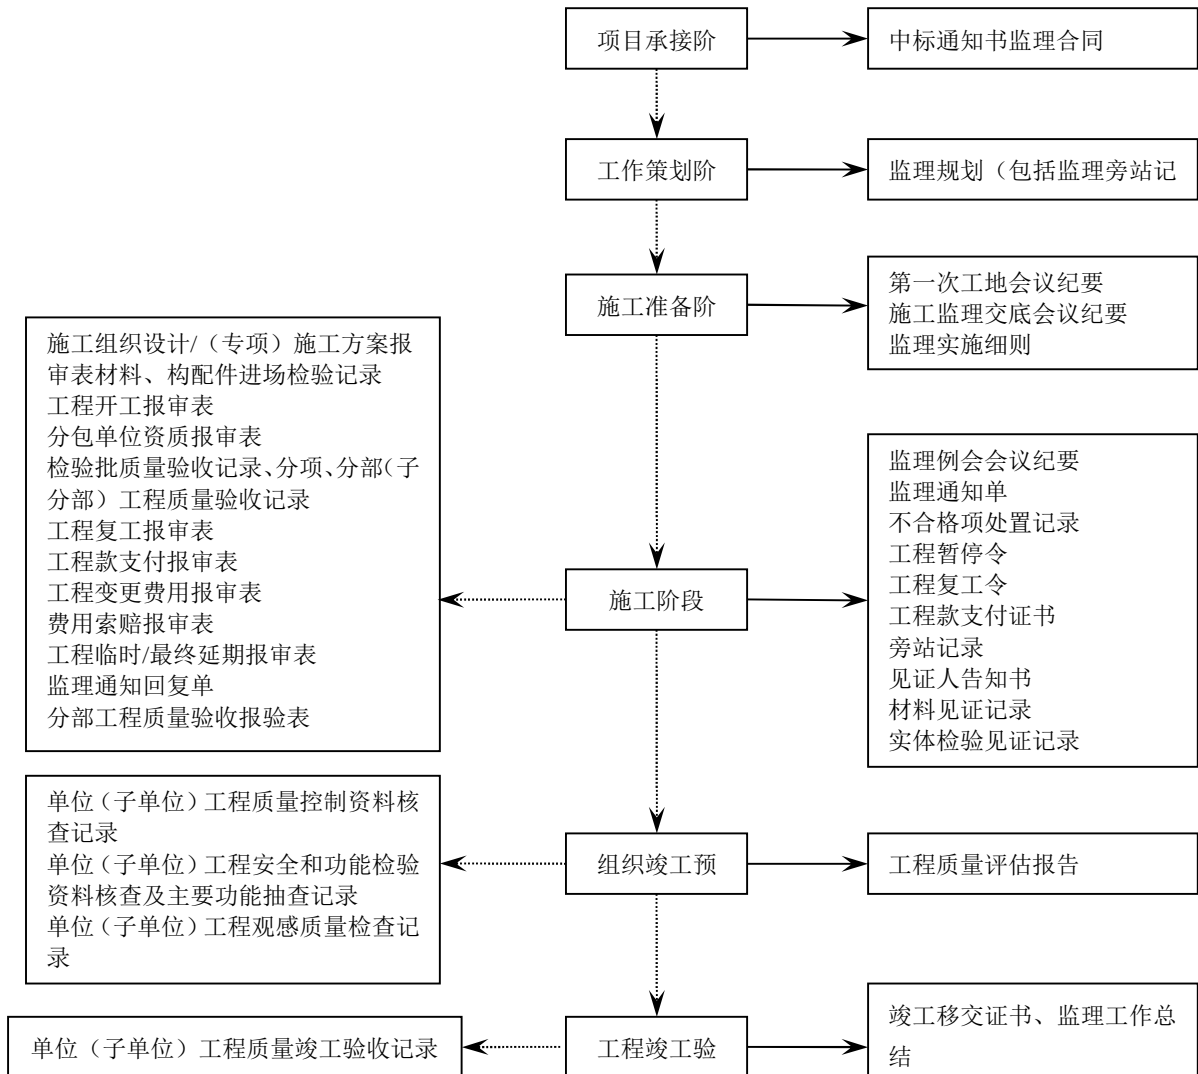 项目承接阶
中标通知书监理合同
工作策划阶
监理规划（包括监理旁站记
施工准备阶
第一次工地会议纪要
施工监理交底会议纪要
监理实施细则
施工组织设计/（专项）施工方案报
审表材料、构配件进场检验记录
工程开工报审表
分包单位资质报审表
检验批质量验收记录、分项、分部（子
分部）工程质量验收记录
工程复工报审表
工程款支付报审表
工程变更费用报审表
费用索赔报审表
工程临时/最终延期报审表
监理通知回复单
分部工程质量验收报验表
施工阶段
监理例会会议纪要
监理通知单
不合格项处置记录
工程暂停令
工程复工令
工程款支付证书
旁站记录
见证人告知书
材料见证记录
实体检验见证记录
单位（子单位）工程质量控制资料核
查记录
单位（子单位）工程安全和功能检验
资料核查及主要功能抽查记录
单位（子单位）工程观感质量检查记
录
组织竣工预
工程质量评估报告
单位（子单位）工程质量竣工验收记录
工程竣工验
竣工移交证书、监理工作总
结